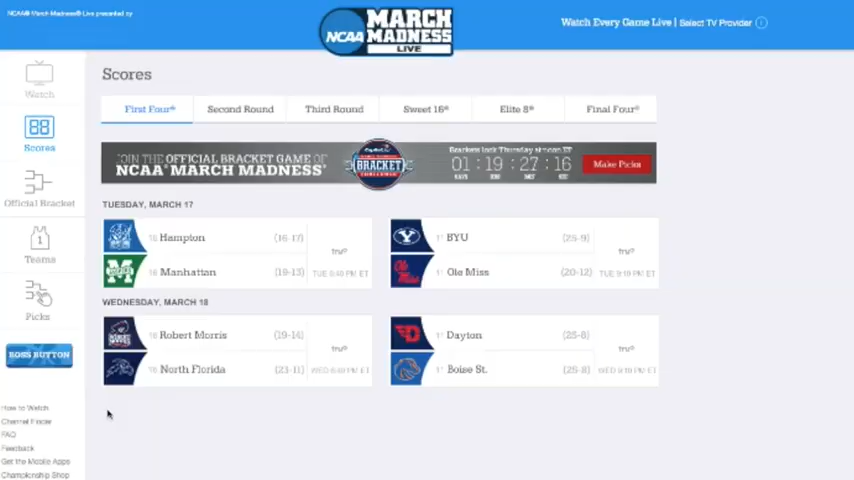 NCAA® March Madness® Live presented by
NCAA MARCH MADNESS LIVE
Watch Every Game Live | Select TV Provider
Watch
Scores
Official Bracket
Teams
Picks
BOSS BUTTON
How to Watch
Channel Finder
FAQ
Feedback
Get the Mobile Apps
Championship Shop
Scores
First Four®
Second Round
Third Round
Sweet 16®
Elite 8®
Final Four®
JOIN THE OFFICIAL BRACKET GAME OF
NCAA® MARCH MADNESS®
BRACKET
Brackets lock Thursday at noon ET
01 : 19 : 27 : 16
Make Picks
TUESDAY, MARCH 17
16 Hampton (16-17)
16 Manhattan (19-13)
truTV
TUE 6:40 PM ET
11 BYU (25-9)
11 Ole Miss (20-12)
truTV
TUE 9:10 PM ET
WEDNESDAY, MARCH 18
16 Robert Morris (19-14)
16 North Florida (23-11)
truTV
WED 6:40 PM ET
11 Dayton (25-8)
11 Boise St. (25-8)
truTV
WED 9:10 PM ET